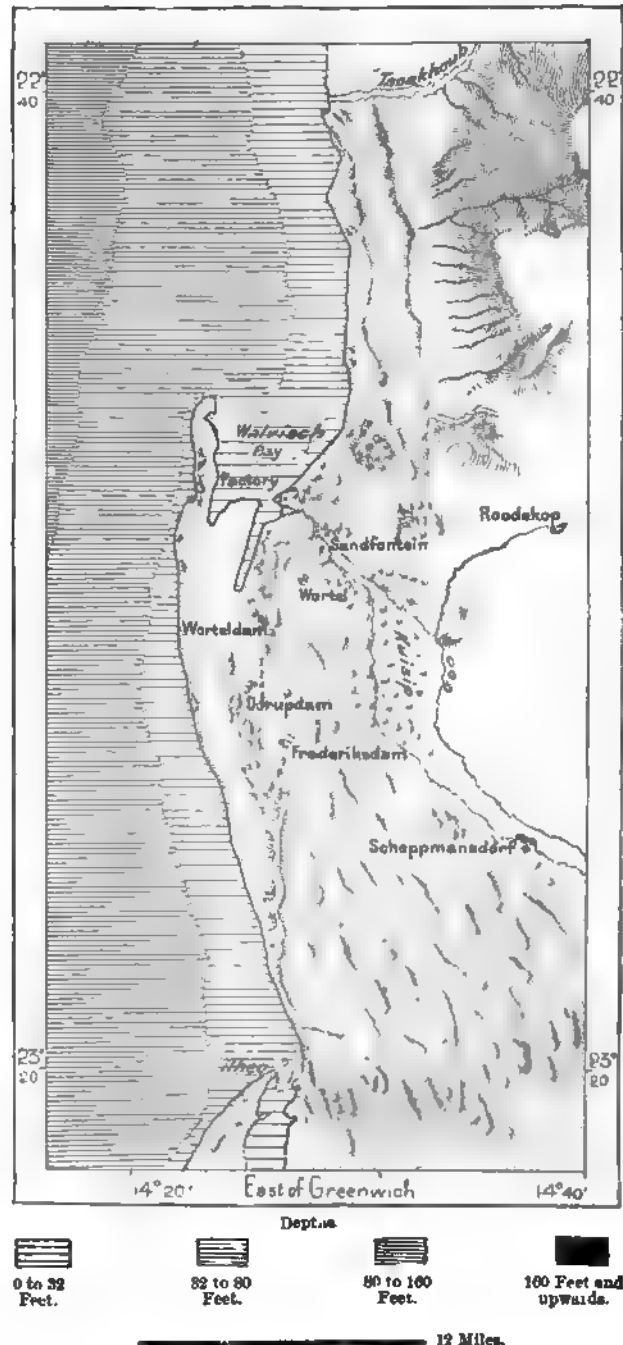 Tsoakhoub
22°
40
22°
40
Walvisch
Bay
Factory
Roodekop
Sandfontein
Wortel
Kuisip
Worteldam
Dorupdam
Frederiksdam
Scheppmansdorf
23°
20
23°
20
14° 20'
East of Greenwich
14° 40'
Depths
0 to 32
Feet.
32 to 80
Feet.
80 to 160
Feet.
160 Feet and
upwards.
12 Miles.